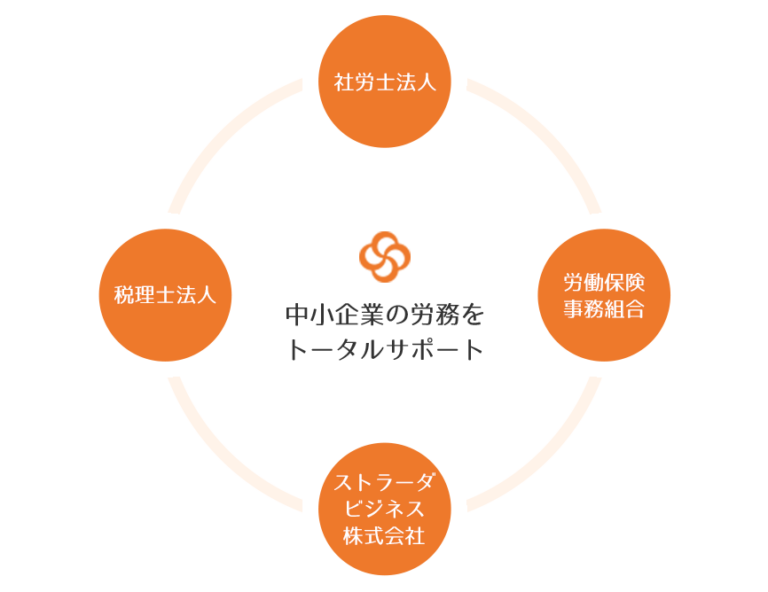 社労士法人
税理士法人
労働保険
事務組合
中小企業の労務を
トータルサポート
ストラーダ
ビジネス
株式会社